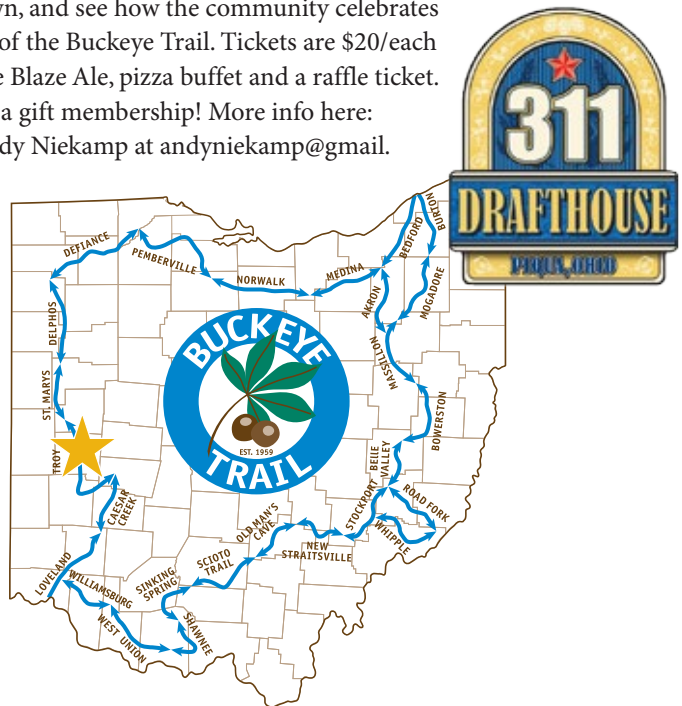 wn, and see how the community celebrates
of the Buckeye Trail. Tickets are $20/each
e Blaze Ale, pizza buffet and a raffle ticket.
a gift membership! More info here:
dy Niekamp at andyniekamp@gmail.
311
DRAFTHOUSE
PIQUA, OHIO
BURTON
BEDFORD
DEFIANCE
PEMBERVILLE
NORWALK
MEDINA
AKRON
MOGADORE
DELPHOS
MASSILLON
ST. MARYS
BUCKEYE
EST. 1959
TRAIL
BOWERSTON
TROY
BELLE
VALLEY
CAESAR
CREEK
ROAD FORK
STOCKPORT
WHIPPLE
OLD MAN'S
CAVE
NEW
STRAITSVILLE
SCIOTO
TRAIL
SINKING
SPRING
LOVELAND
WILLIAMSBURG
WEST UNION
SHAWNEE